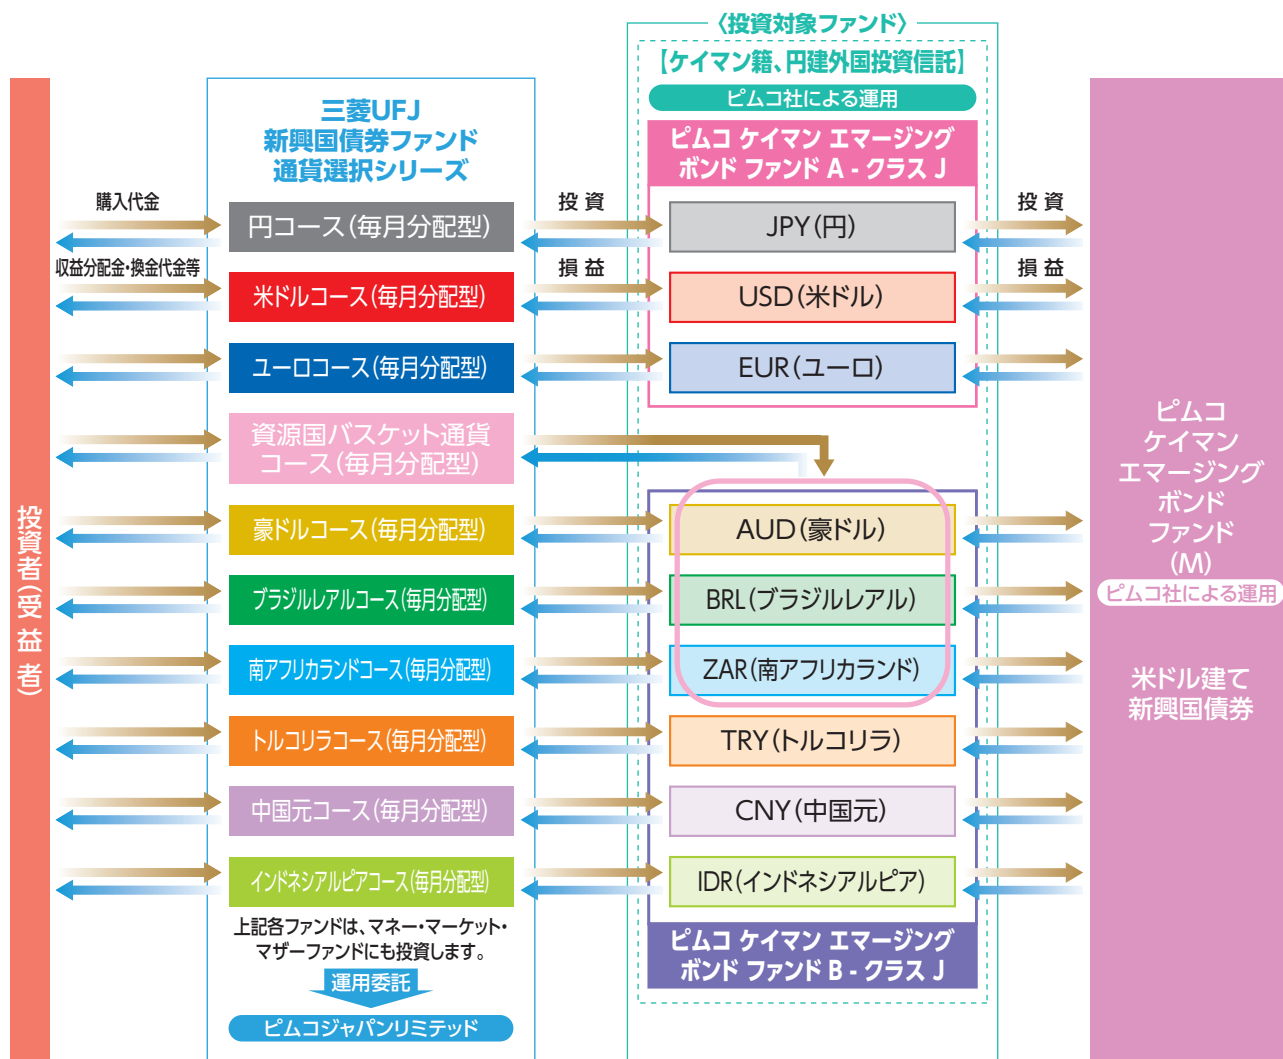 〈投資対象ファンド〉
【ケイマン籍、円建外国投資信託】
ピムコ社による運用
三菱UFJ
新興国債券ファンド
通貨選択シリーズ
ピムコ ケイマン エマージング
ボンド ファンド A - クラス J
購入代金
投 資
投 資
円コース(毎月分配型)
JPY(円)
収益分配金・換金代金等
損 益
損 益
米ドルコース(毎月分配型)
USD(米ドル)
ユーロコース(毎月分配型)
EUR(ユーロ)
資源国バスケット通貨
コース(毎月分配型)
豪ドルコース(毎月分配型)
AUD(豪ドル)
ブラジルレアルコース(毎月分配型)
BRL(ブラジルレアル)
南アフリカランドコース(毎月分配型)
ZAR(南アフリカランド)
トルコリラコース(毎月分配型)
TRY(トルコリラ)
中国元コース(毎月分配型)
CNY(中国元)
インドネシアルピアコース(毎月分配型)
IDR(インドネシアルピア)
上記各ファンドは、マネー・マーケット・
マザーファンドにも投資します。
運用委託
ピムコジャパンリミテッド
ピムコ ケイマン エマージング
ボンド ファンド B - クラス J
投資者(受益者)
ピムコ
ケイマン
エマージング
ボンド
ファンド
(M)
ピムコ社による運用
米ドル建て
新興国債券